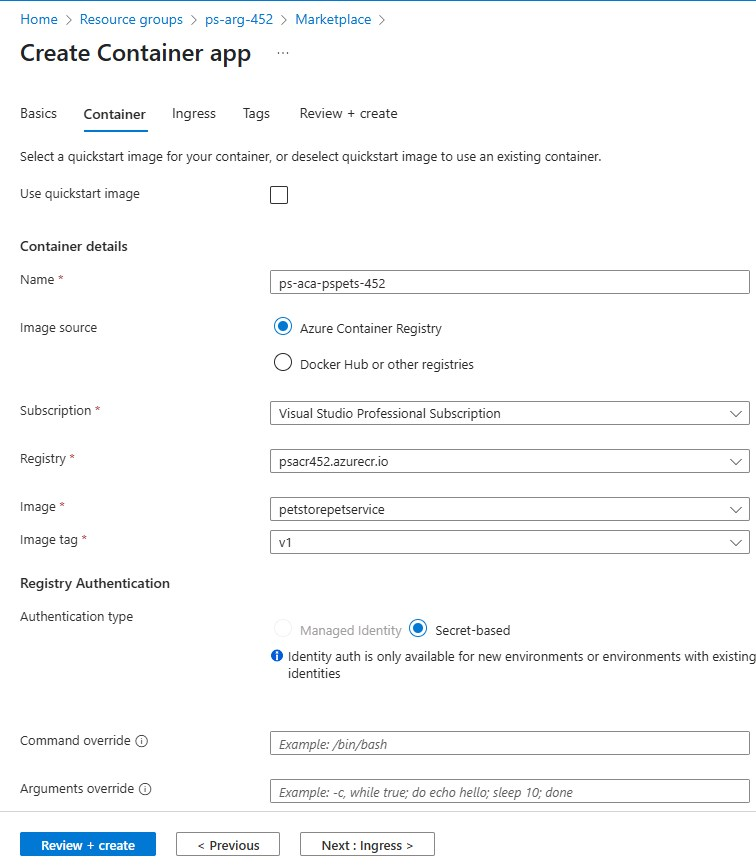 Home > Resource groups > ps-arg-452 > Marketplace >
Create Container app ...
Basics Container Ingress Tags Review + create
Select a quickstart image for your container, or deselect quickstart image to use an existing container.
Use quickstart image
Container details
Name * ps-aca-pspets-452
Image source Azure Container Registry
Docker Hub or other registries
Subscription * Visual Studio Professional Subscription
Registry * psacr452.azurecr.io
Image * petstorepetservice
Image tag * v1
Registry Authentication
Authentication type Managed Identity Secret-based
Identity auth is only available for new environments or environments with existing
identities
Command override Example: /bin/bash
Arguments override Example: -c, while true; do echo hello; sleep 10; done
Review + create < Previous Next : Ingress >